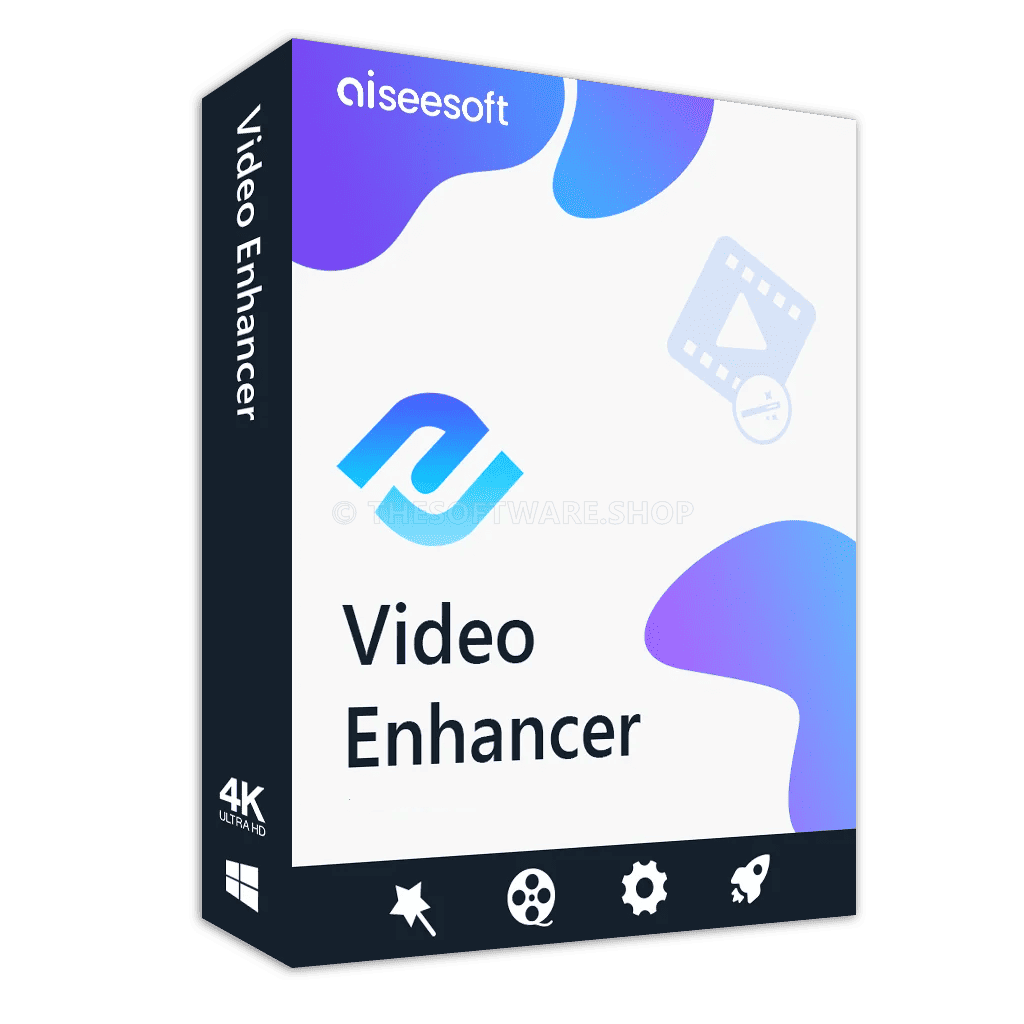 aiseesoft
Video Enhancer
© THESOFTWARE.SHOP
Video
Enhancer
4K
ULTRA HD